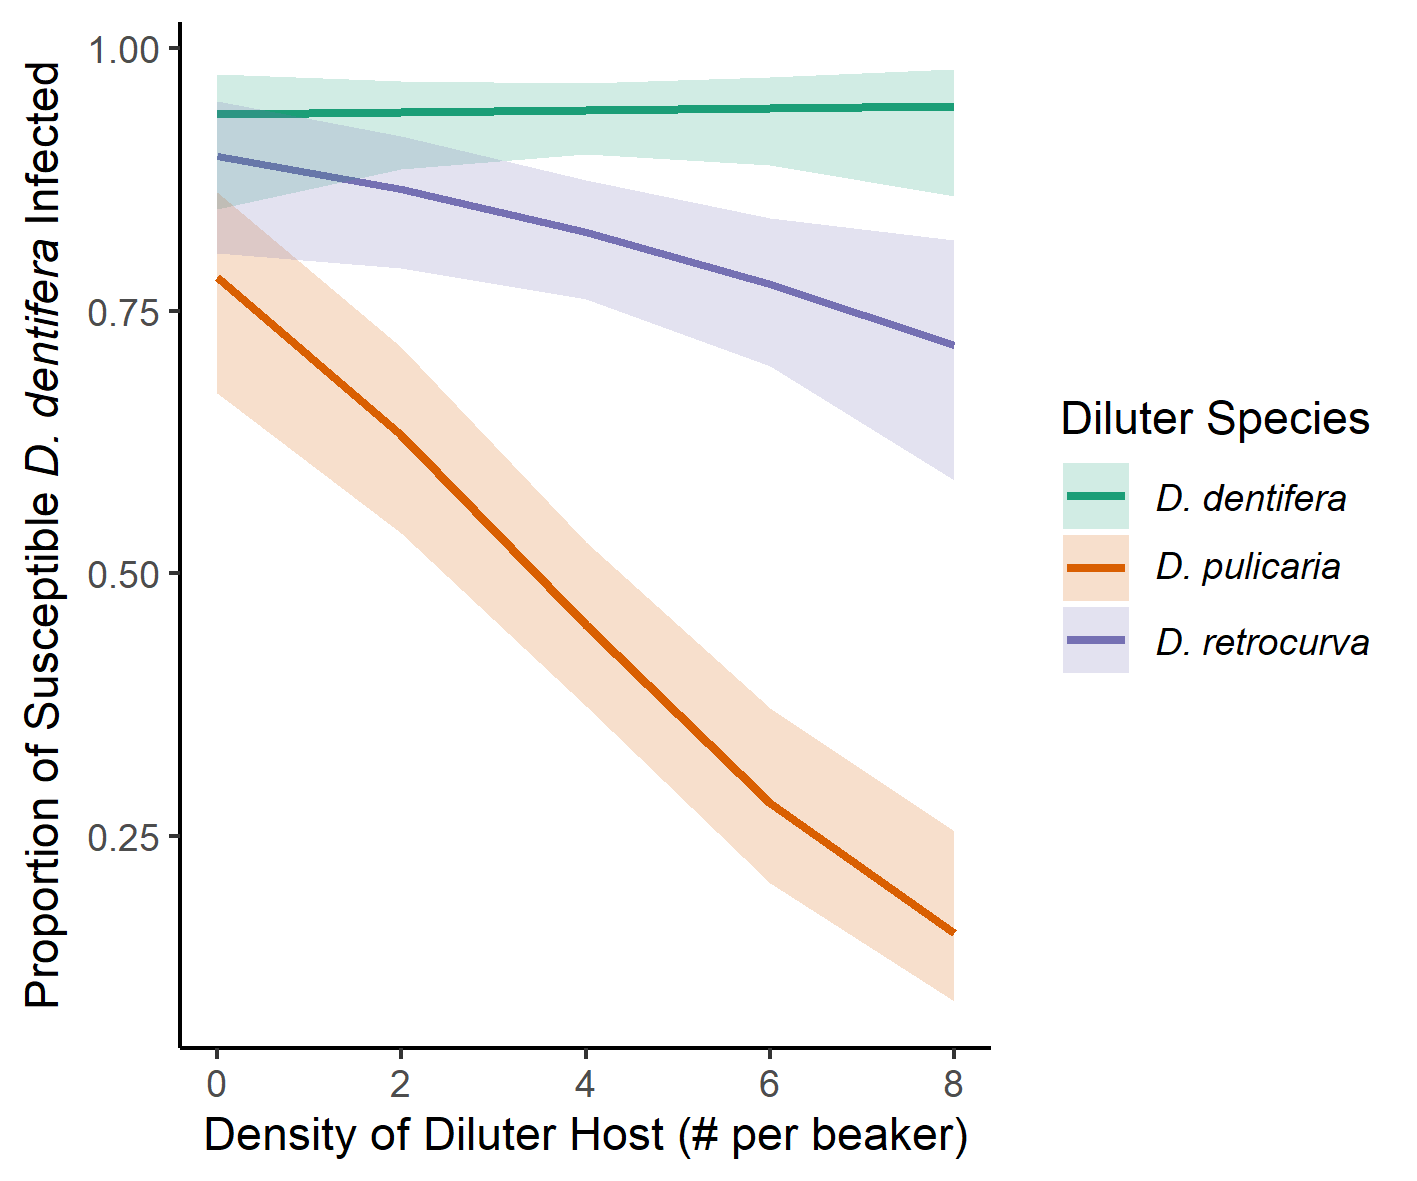 Proportion of Susceptible D. dentifera Infected
1.00
0.75
0.50
0.25
0 2 4 6 8
Density of Diluter Host (# per beaker)
Diluter Species
D. dentifera
D. pulicaria
D. retrocurva